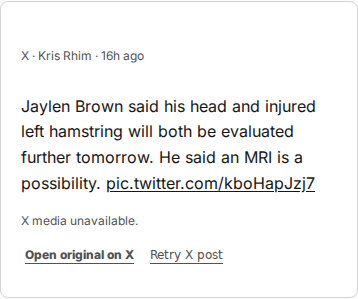 X · Kris Rhim · 16h ago
Jaylen Brown said his head and injured
left hamstring will both be evaluated
further tomorrow. He said an MRI is a
possibility. pic.twitter.com/kboHapJzj7
X media unavailable.
Open original on X Retry X post